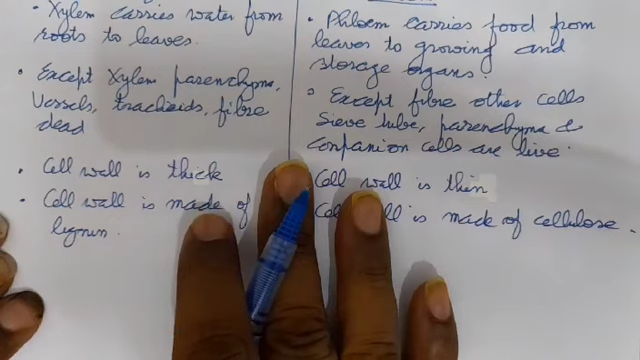 • Xylem carries water from
roots to leaves.
• Except Xylem parenchyma,
Vessels, tracheids, fibre
dead
• Cell wall is thick
• Cell wall is made of
lignin.
• Phloem carries food from
leaves to growing and
storage organs.
• Except fibre other cells
Sieve tube, parenchyma &
Companion cells are live.
Cell wall is thin
is made of cellulose.